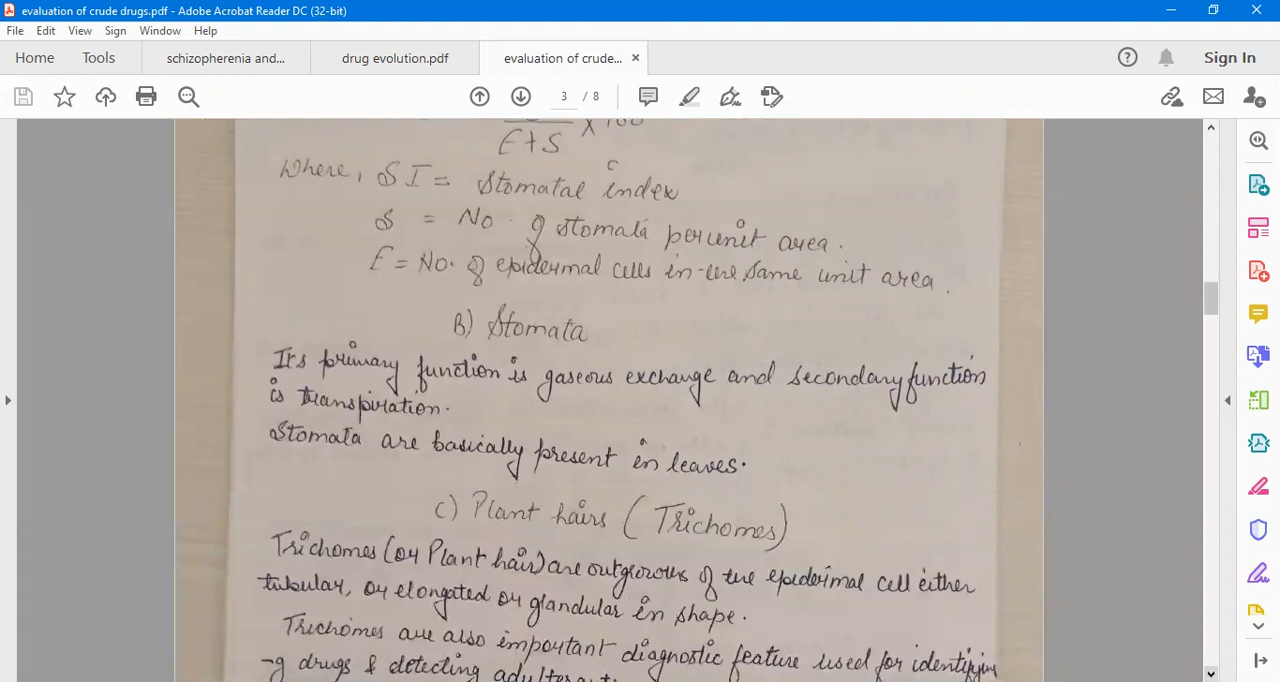 evaluation of crude drugs.pdf - Adobe Acrobat Reader DC (32-bit)
File Edit View Sign Window Help
Home Tools schizopherenia and... drug evolution.pdf evaluation of crude... × Sign In
3 / 8
E+S × 100
Where, SI = Stomatal index
S = No. of stomata per unit area.
E = No. of epidermal cells in the same unit area.
B) Stomata
It's primary function is gaseous exchange and secondary function
is transpiration.
Stomata are basically present in leaves.
C) Plant hairs (Trichomes)
Trichomes (or Plant hair) are outgrowths of the epidermal cell either
tubular, or elongated or glandular in shape.
Trichomes are also important diagnostic feature used for identifyin
-g drugs & detecting